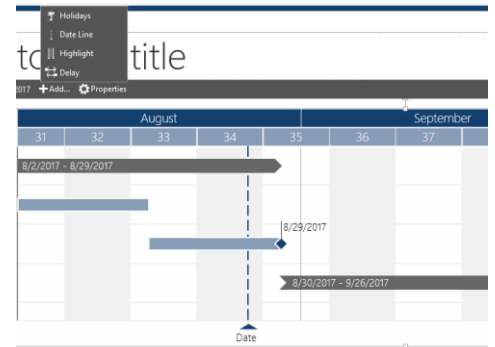 Holidays
Date Line
Highlight
Delay
title
2017 Add... Properties
August September
31 32 33 34 35 36 37
8/2/2017 - 8/29/2017
8/29/2017
8/30/2017 - 9/26/2017
Date